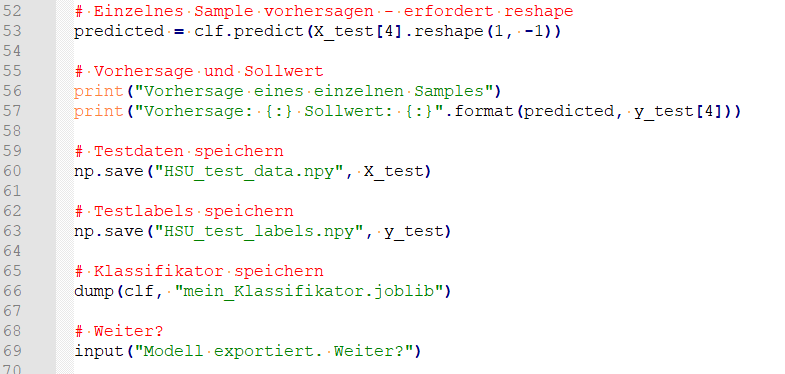 52 # Einzelnes Sample vorhersagen - erfordert reshape
53 predicted = clf.predict(X_test[4].reshape(1, -1))
54
55 # Vorhersage und Sollwert
56 print("Vorhersage eines einzelnen Samples")
57 print("Vorhersage: {:} Sollwert: {:}".format(predicted, y_test[4]))
58
59 # Testdaten speichern
60 np.save("HSU_test_data.npy", X_test)
61
62 # Testlabels speichern
63 np.save("HSU_test_labels.npy", y_test)
64
65 # Klassifikator speichern
66 dump(clf, "mein_Klassifikator.joblib")
67
68 # Weiter?
69 input("Modell exportiert. Weiter?")
70